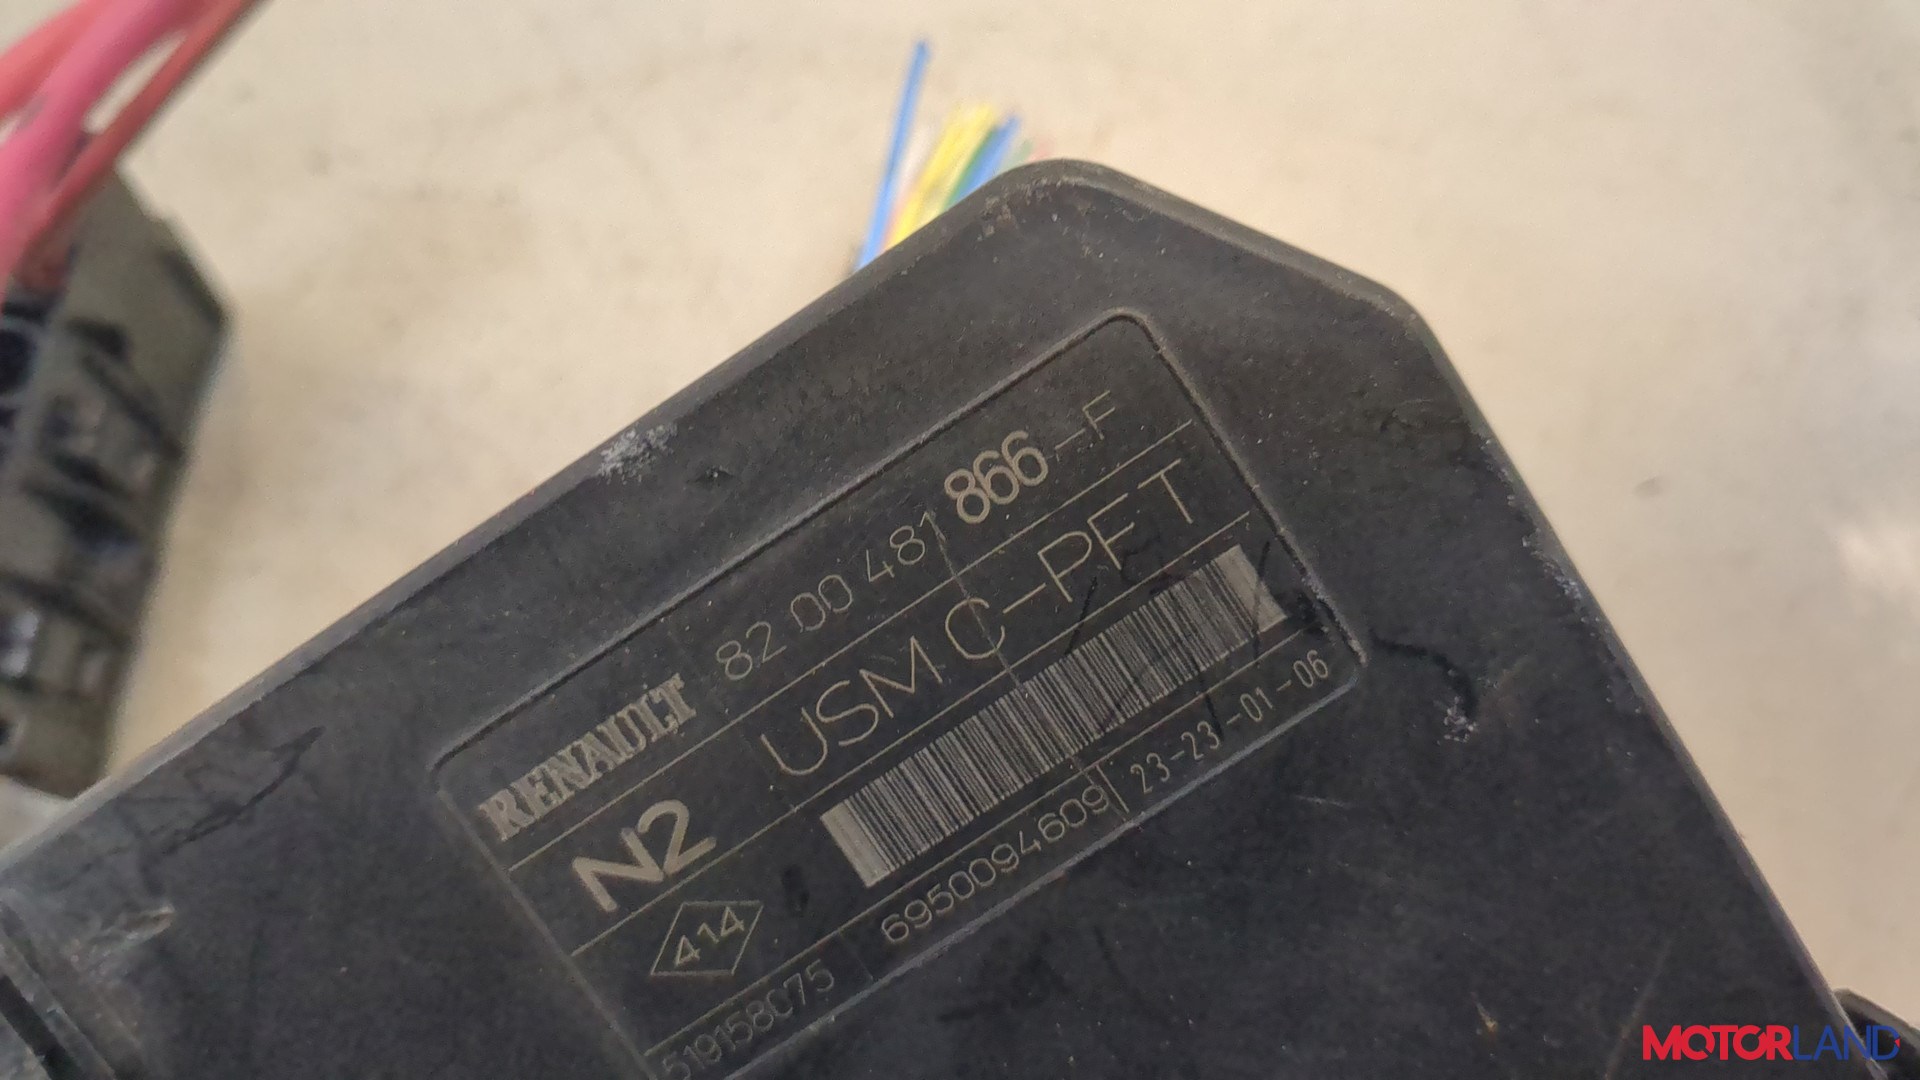 RENAULT 82 00 481 866-F
N2 USM C-PFT
414
519158075 6950094609 23-23-01-06
MOTORLAND